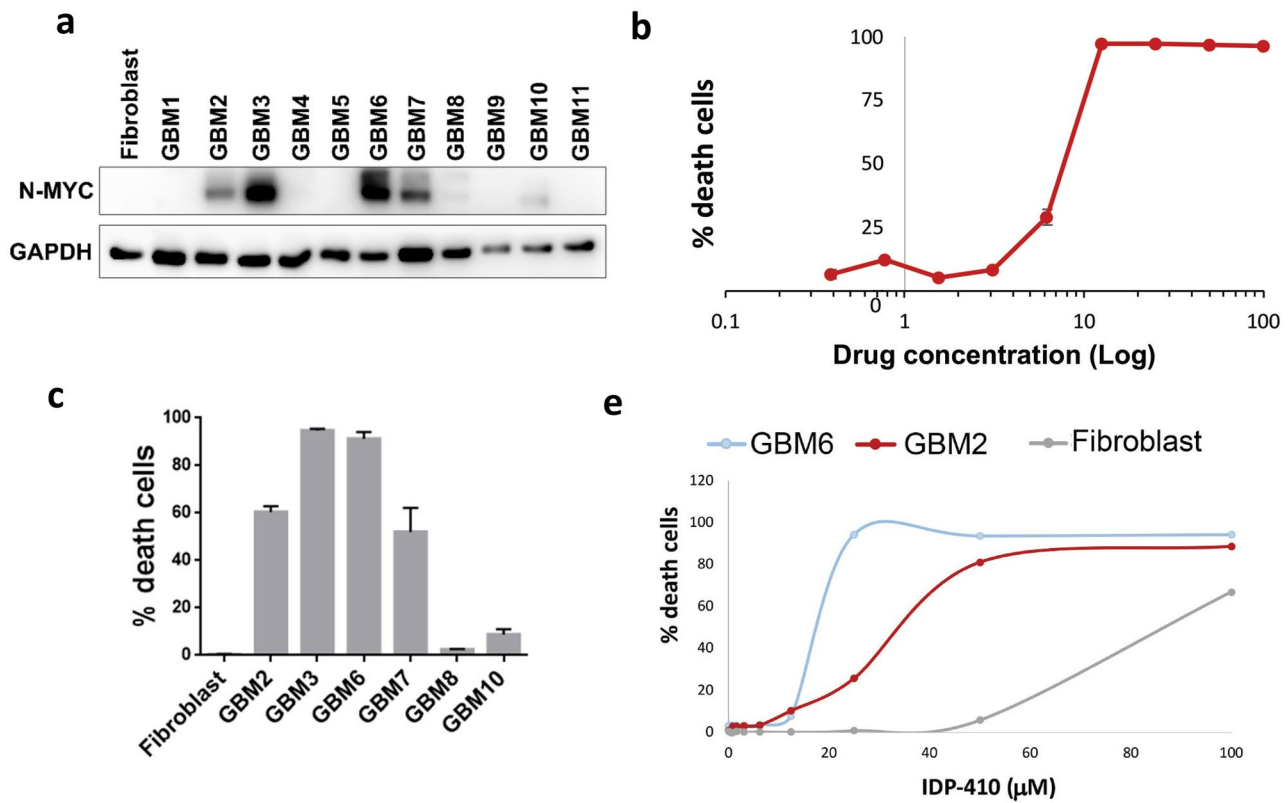 a
Fibroblast
GBM1
GBM2
GBM3
GBM4
GBM5
GBM6
GBM7
GBM8
GBM9
GBM10
GBM11
N-MYC
GAPDH
b
% death cells
100
75
50
25
0
0.1 1 10 100
Drug concentration (Log)
c
% death cells
100
80
60
40
20
0
Fibroblast
GBM2
GBM3
GBM6
GBM7
GBM8
GBM10
e
GBM6 GBM2 Fibroblast
% death cells
120
100
80
60
40
20
0
0 20 40 60 80 100
IDP-410 (μM)